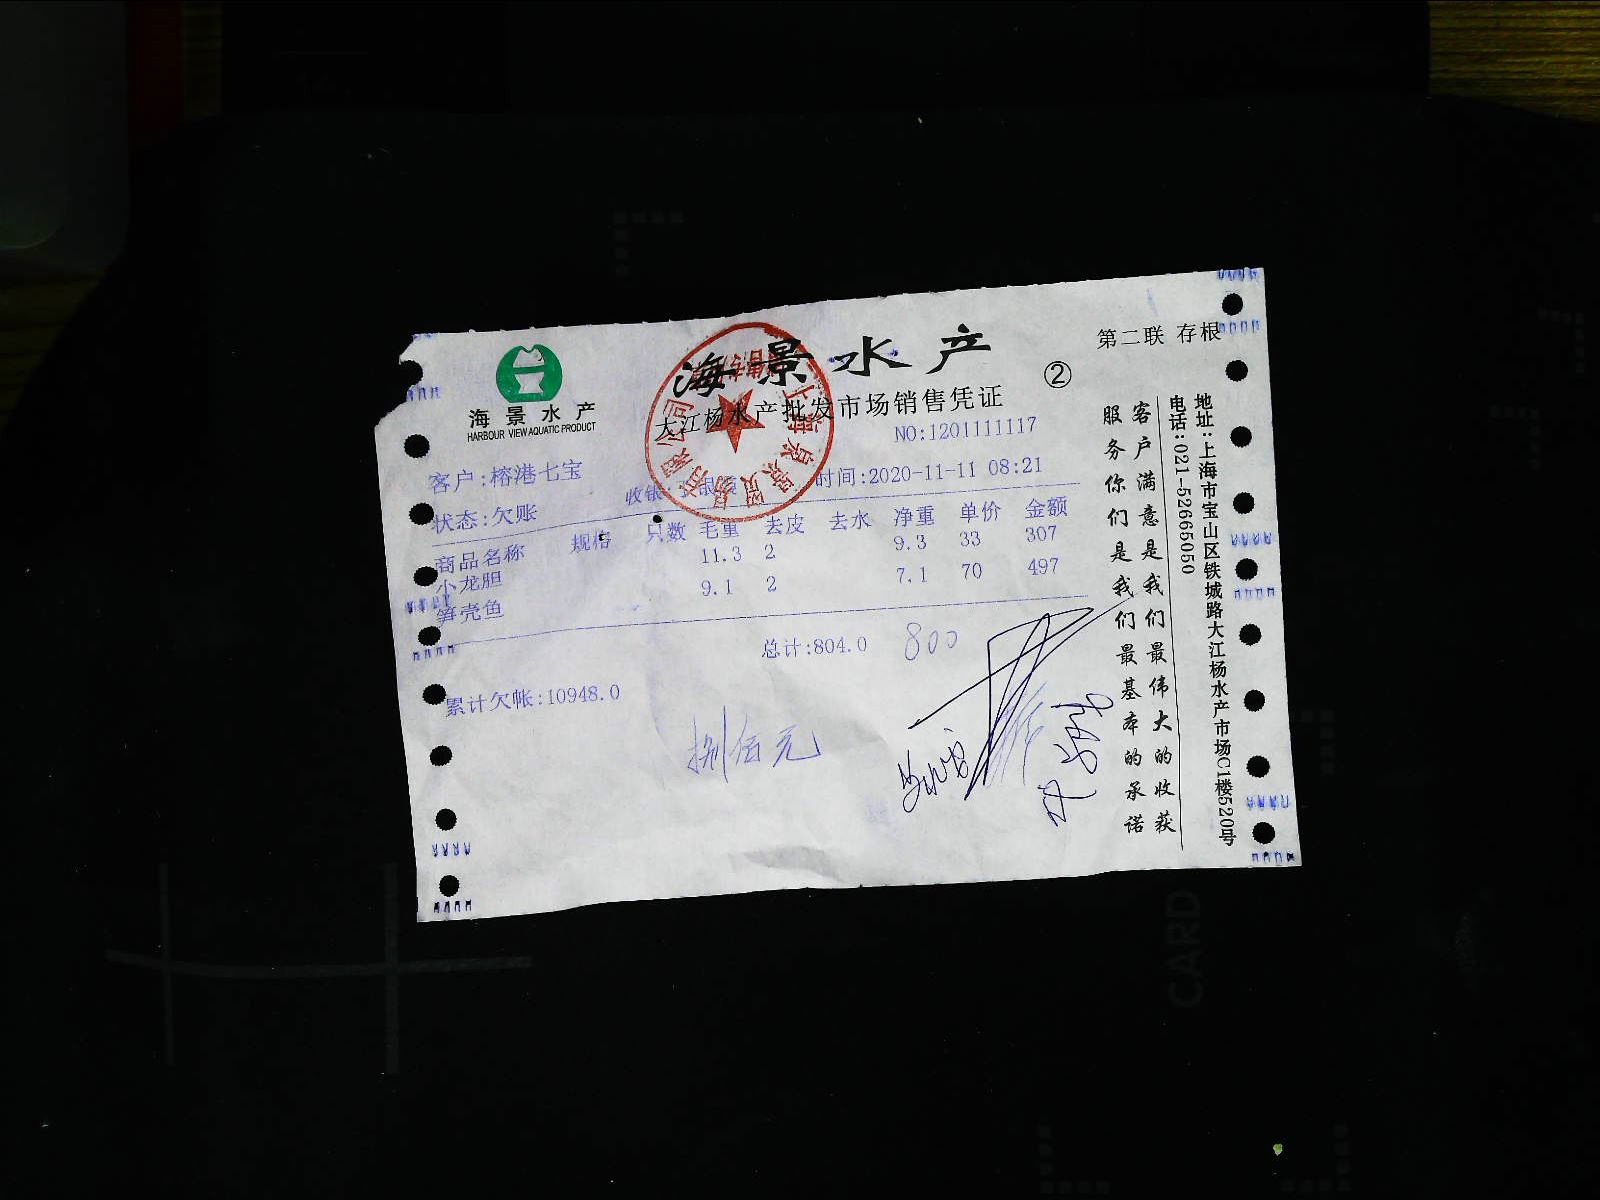 海景水产
HARBOUR VIEW AQUATIC PRODUCT
海景水产
大江杨水产批发市场销售凭证
②
第二联 存根
NO:1201111117
客户:榕港七宝
收银:
时间:2020-11-11 08:21
状态:欠账
商品名称 规格 只数 毛重 去皮 去水 净重 单价 金额
小龙胆 11.3 2 9.3 33 307
笋壳鱼 9.1 2 7.1 70 497
总计:804.0 800
累计欠帐:10948.0
捌佰元
客户满意是我们最伟大的收获
服务你们是我们最基本的承诺
地址:上海市宝山区铁城路大江杨水产市场C1楼520号
电话:021-52665050
CARD